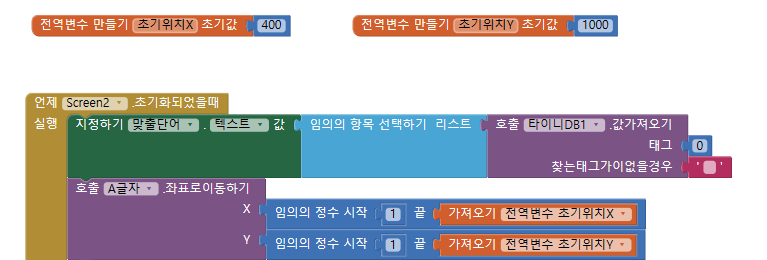 전역변수 만들기 초기위치X 초기값 400 전역변수 만들기 초기위치Y 초기값 1000
언제 Screen2 .초기화되었을때
실행 지정하기 맞출단어 . 텍스트 값 임의의 항목 선택하기 리스트 호출 타이니DB1 .값가져오기
태그 0
찾는태그가이없을경우 ' '
호출 A글자 .좌표로이동하기
X 임의의 정수 시작 1 끝 가져오기 전역변수 초기위치X
Y 임의의 정수 시작 1 끝 가져오기 전역변수 초기위치Y